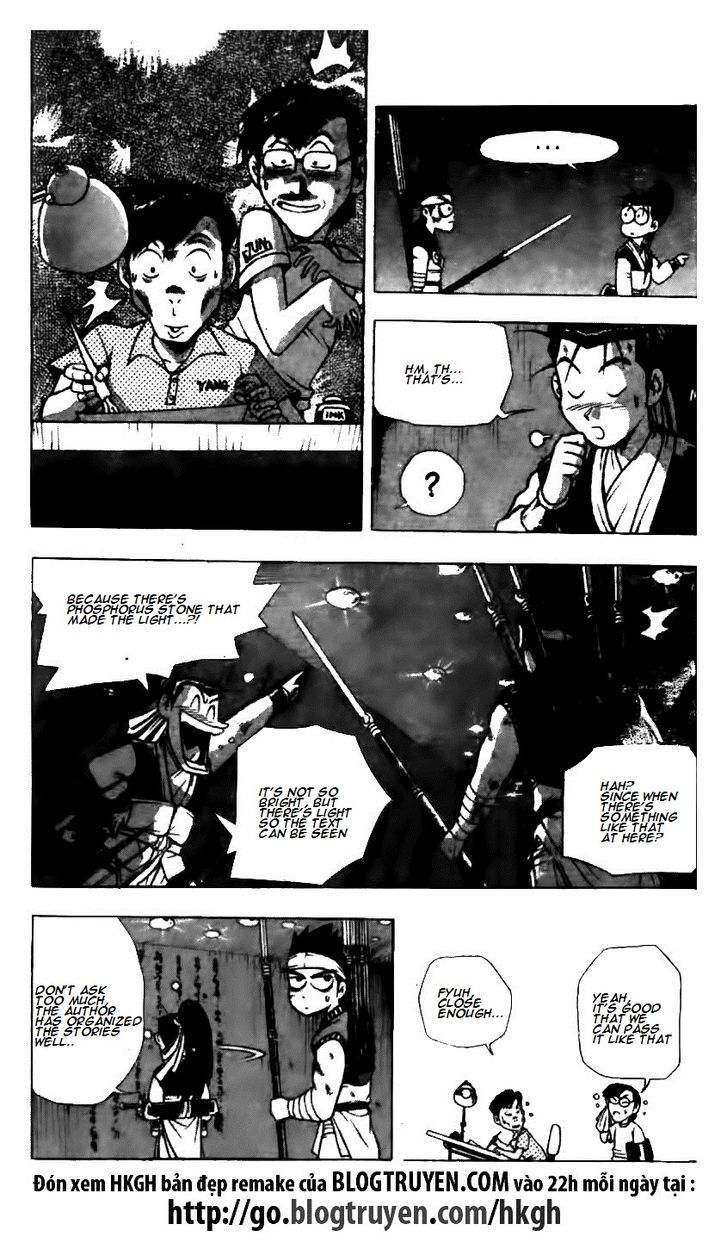 EZUNG
YANG
INK
...
HM, TH...
THAT'S...
?
BECAUSE THERE'S
PHOSPHORUS STONE THAT
MADE THE LIGHT...?!
IT'S NOT SO
BRIGHT, BUT
THERE'S LIGHT
SO THE TEXT
CAN BE SEEN
HAH?
SINCE WHEN
THERE'S
SOMETHING
LIKE THAT
AT HERE?
DON'T ASK
TOO MUCH,
THE AUTHOR
HAS ORGANIZED
THE STORIES
WELL..
FYUH,
CLOSE
ENOUGH...
YEAH,
IT'S GOOD
THAT WE
CAN PASS
IT LIKE THAT
Đón xem HKGH bản đẹp remake của BLOGTRUYEN.COM vào 22h mỗi ngày tại :
http://go.blogtruyen.com/hkgh